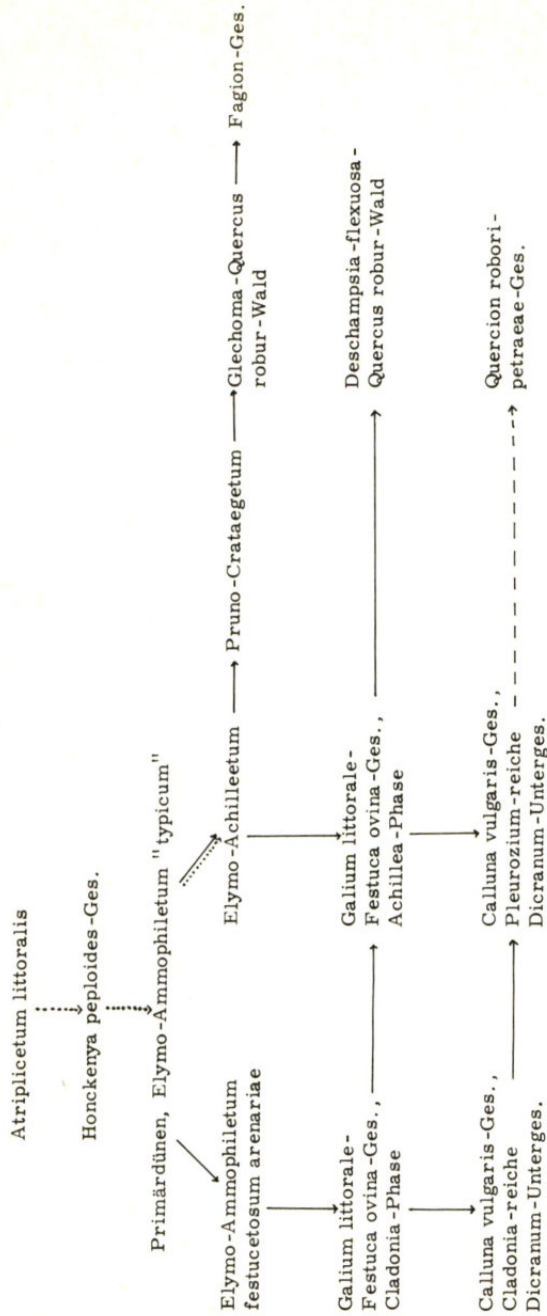 Atriplicetum littoralis
Honckenya peploides-Ges.
Primärdünen, Elymo-Ammophiletum "typicum"
Elymo-Ammophiletum
festucetosum arenariae
Elymo-Achilleetum
Pruno-Crataegetum
Glechoma-Quercus
robur-Wald
Fagion-Ges.
Galium littorale-
Festuca ovina-Ges.,
Cladonia-Phase
Galium littorale-
Festuca ovina-Ges.,
Achillea-Phase
Deschampsia-flexuosa-
Quercus robur-Wald
Calluna vulgaris-Ges.,
Cladonia-reiche
Dicranum-Unterges.
Calluna vulgaris-Ges.,
Pleurozium-reiche
Dicranum-Unterges.
Quercion robori-
petraeae-Ges.